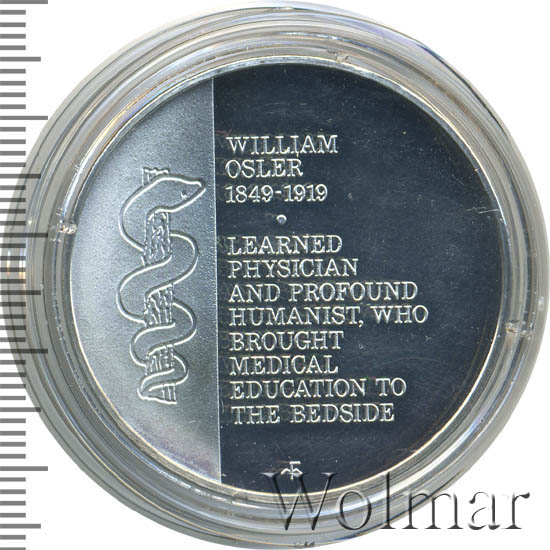 WILLIAM
OSLER
1849-1919
•
LEARNED
PHYSICIAN
AND PROFOUND
HUMANIST, WHO
BROUGHT
MEDICAL
EDUCATION TO
THE BEDSIDE
Wolmar